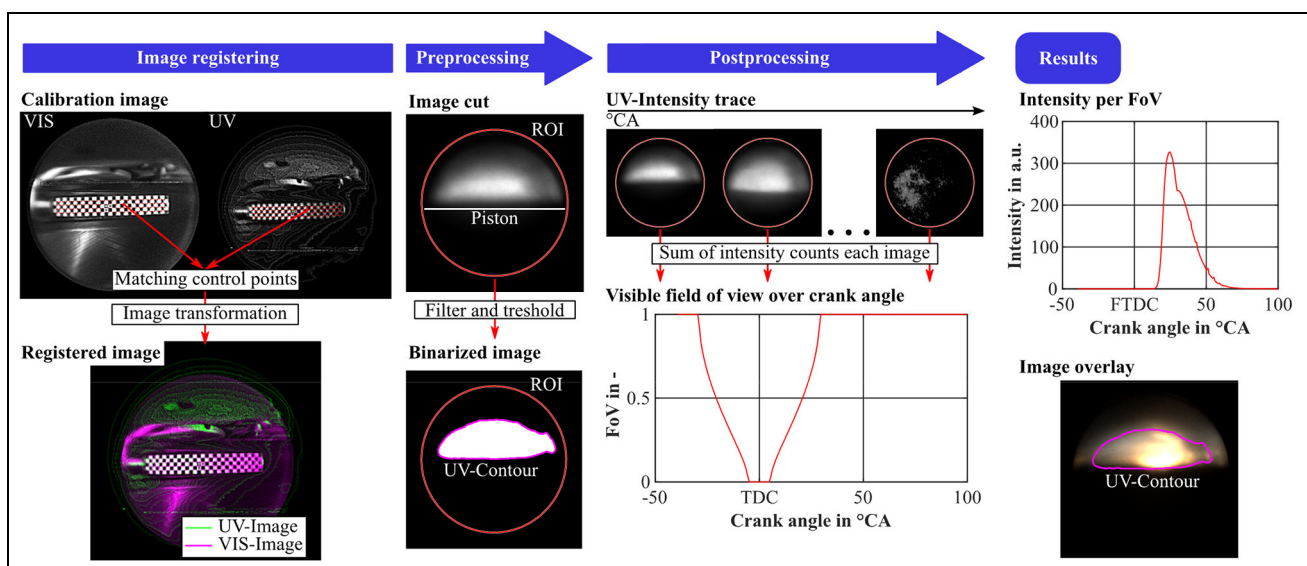 Image registering
Preprocessing
Postprocessing
Results
Calibration image
VIS
UV
Matching control points
Image transformation
Registered image
UV-Image
VIS-Image
Image cut
ROI
Piston
Filter and treshold
Binarized image
ROI
UV-Contour
UV-Intensity trace
°CA
Sum of intensity counts each image
Visible field of view over crank angle
FoV in -
1
0.5
0
-50
TDC
50
100
Crank angle in °CA
Intensity per FoV
Intensity in a.u.
400
300
200
100
0
-50
FTDC
50
100
Crank angle in °CA
Image overlay
UV-Contour